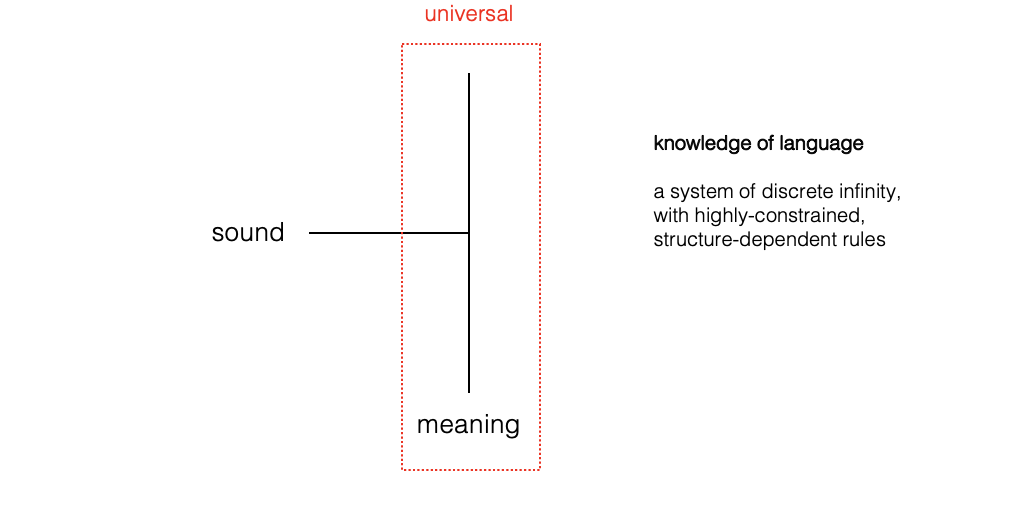 universal
knowledge of language
a system of discrete infinity,
with highly-constrained,
structure-dependent rules
sound
meaning